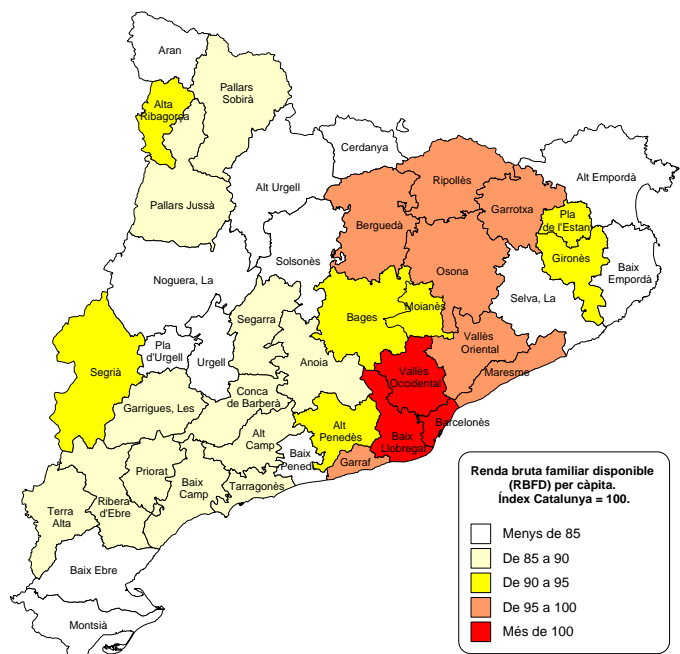 Aran
Pallars
Sobirà
Alta
Ribagorça
Cerdanya
Alt Urgell
Ripollès
Alt Empordà
Pallars Jussà
Garrotxa
Berguedà
Pla
de l'Estan
Solsonès
Osona
Gironès
Baix
Empordà
Noguera, La
Selva, La
Moianès
Bages
Segarra
Vallès
Oriental
Pla
d'Urgell
Urgell
Anoia
Segrià
Vallès
Occidental
Maresme
Conca
de Barberà
Garrigues, Les
Alt
Penedès
Baix
Llobregat
Barcelonès
Alt
Camp
Baix
Pened
Garraf
Priorat
Baix
Camp
Tarragonès
Ribera
d'Ebre
Terra
Alta
Baix Ebre
Montsià
Renda bruta familiar disponible
(RBFD) per càpita.
Índex Catalunya = 100.
Menys de 85
De 85 a 90
De 90 a 95
De 95 a 100
Més de 100